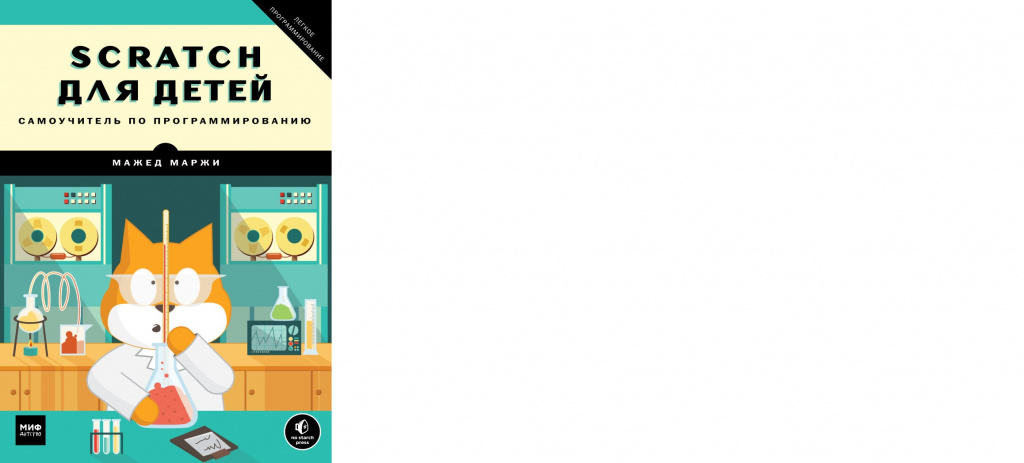 ЛЕГКОЕ
ПРОГРАММИРОВАНИЕ
SCRATCH
ДЛЯ ДЕТЕЙ
САМОУЧИТЕЛЬ ПО ПРОГРАММИРОВАНИЮ
МАЖЕД МАРЖИ
МИФ
ДЕТСТВО
no starch
press